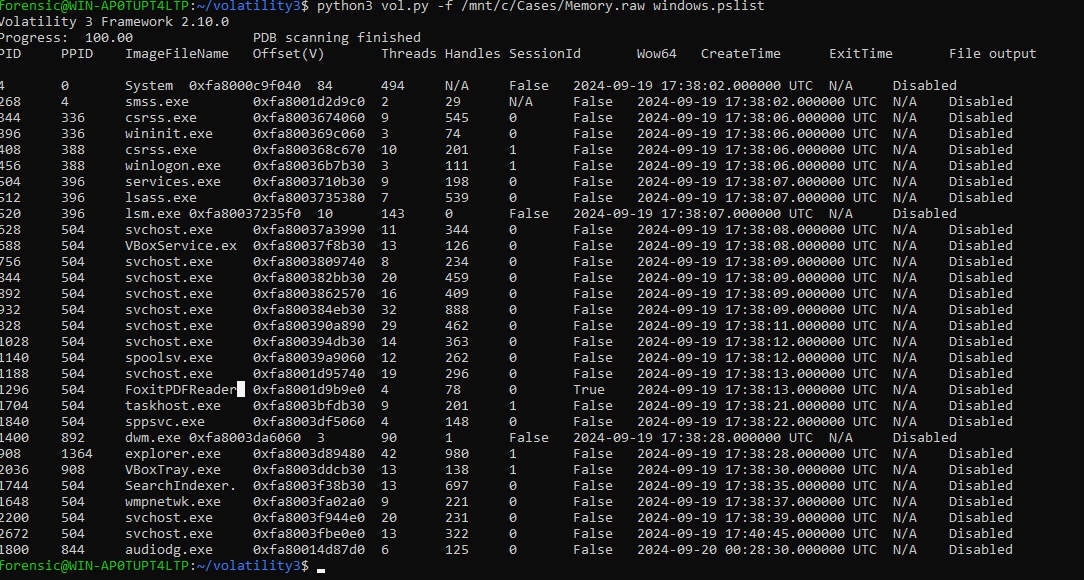 forensic@WIN-AP0TUPT4LTP:~/volatility3$ python3 vol.py -f /mnt/c/Cases/Memory.raw windows.pslist
Volatility 3 Framework 2.10.0
Progress:  100.00               PDB scanning finished
PID     PPID    ImageFileName   Offset(V)       Threads Handles SessionId       Wow64   CreateTime      ExitTime        File output
4       0       System  0xfa8000c9f040  84      494     N/A     False   2024-09-19 17:38:02.000000 UTC  N/A     Disabled
268     4       smss.exe        0xfa8001d2d9c0  2       29      N/A     False   2024-09-19 17:38:02.000000 UTC  N/A     Disabled
344     336     csrss.exe       0xfa8003674060  9       545     0       False   2024-09-19 17:38:06.000000 UTC  N/A     Disabled
396     336     wininit.exe     0xfa800369c060  3       74      0       False   2024-09-19 17:38:06.000000 UTC  N/A     Disabled
408     388     csrss.exe       0xfa800368c670  10      201     1       False   2024-09-19 17:38:06.000000 UTC  N/A     Disabled
456     388     winlogon.exe    0xfa80036b7b30  3       111     1       False   2024-09-19 17:38:06.000000 UTC  N/A     Disabled
504     396     services.exe    0xfa8003710b30  9       198     0       False   2024-09-19 17:38:07.000000 UTC  N/A     Disabled
512     396     lsass.exe       0xfa8003735380  7       539     0       False   2024-09-19 17:38:07.000000 UTC  N/A     Disabled
520     396     lsm.exe 0xfa80037235f0  10      143     0       False   2024-09-19 17:38:07.000000 UTC  N/A     Disabled
628     504     svchost.exe     0xfa80037a3990  11      344     0       False   2024-09-19 17:38:08.000000 UTC  N/A     Disabled
688     504     VBoxService.ex  0xfa80037f8b30  13      126     0       False   2024-09-19 17:38:08.000000 UTC  N/A     Disabled
756     504     svchost.exe     0xfa8003809740  8       234     0       False   2024-09-19 17:38:09.000000 UTC  N/A     Disabled
844     504     svchost.exe     0xfa800382bb30  20      459     0       False   2024-09-19 17:38:09.000000 UTC  N/A     Disabled
892     504     svchost.exe     0xfa8003862570  16      409     0       False   2024-09-19 17:38:09.000000 UTC  N/A     Disabled
932     504     svchost.exe     0xfa800384eb30  32      888     0       False   2024-09-19 17:38:09.000000 UTC  N/A     Disabled
328     504     svchost.exe     0xfa800390a890  29      462     0       False   2024-09-19 17:38:11.000000 UTC  N/A     Disabled
1028    504     svchost.exe     0xfa800394db30  14      363     0       False   2024-09-19 17:38:12.000000 UTC  N/A     Disabled
1140    504     spoolsv.exe     0xfa80039a9060  12      262     0       False   2024-09-19 17:38:12.000000 UTC  N/A     Disabled
1188    504     svchost.exe     0xfa8001d95740  19      296     0       False   2024-09-19 17:38:13.000000 UTC  N/A     Disabled
1296    504     FoxitPDFReader  0xfa8001d9b9e0  4       78      0       True    2024-09-19 17:38:13.000000 UTC  N/A     Disabled
1704    504     taskhost.exe    0xfa8003bfdb30  9       201     1       False   2024-09-19 17:38:21.000000 UTC  N/A     Disabled
1840    504     sppsvc.exe      0xfa8003df5060  4       148     0       False   2024-09-19 17:38:22.000000 UTC  N/A     Disabled
1400    892     dwm.exe 0xfa8003da6060  3       90      1       False   2024-09-19 17:38:28.000000 UTC  N/A     Disabled
908     1364    explorer.exe    0xfa8003d89480  42      980     1       False   2024-09-19 17:38:28.000000 UTC  N/A     Disabled
2036    908     VBoxTray.exe    0xfa8003ddcb30  13      138     1       False   2024-09-19 17:38:30.000000 UTC  N/A     Disabled
1744    504     SearchIndexer.  0xfa8003f38b30  13      697     0       False   2024-09-19 17:38:35.000000 UTC  N/A     Disabled
1648    504     wmpnetwk.exe    0xfa8003fa02a0  9       221     0       False   2024-09-19 17:38:37.000000 UTC  N/A     Disabled
2200    504     svchost.exe     0xfa8003f944e0  20      231     0       False   2024-09-19 17:38:39.000000 UTC  N/A     Disabled
2672    504     svchost.exe     0xfa8003fbe0e0  13      322     0       False   2024-09-19 17:40:45.000000 UTC  N/A     Disabled
1800    844     audiodg.exe     0xfa80014d87d0  6       125     0       False   2024-09-20 00:28:30.000000 UTC  N/A     Disabled
forensic@WIN-AP0TUPT4LTP:~/volatility3$